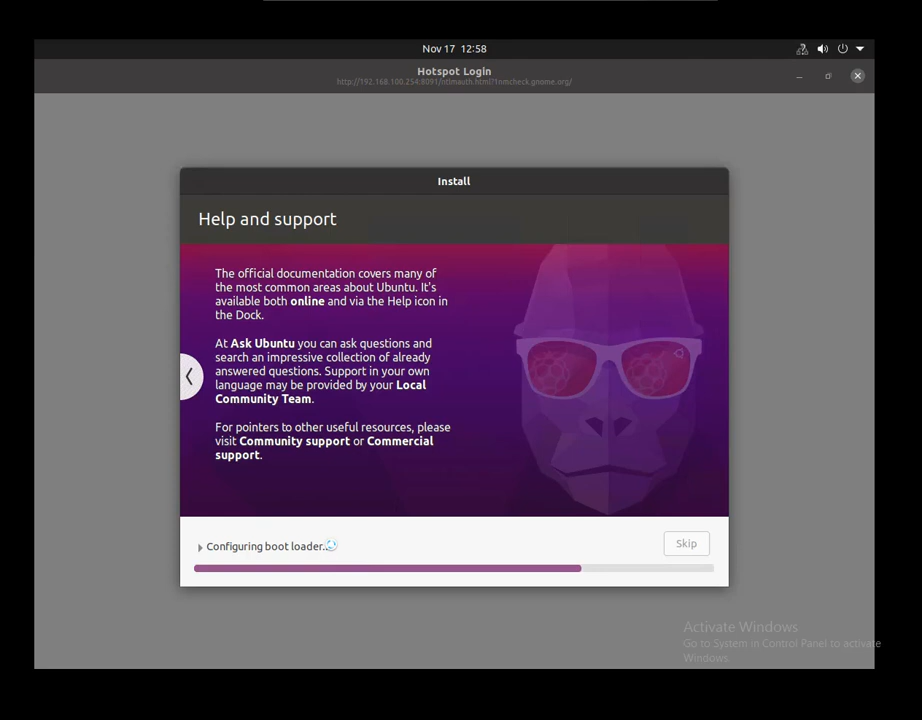 Nov 17 12:58
Hotspot Login
http://192.168.100.254:8091/ntlmauth.html?1nmcheck.gnome.org/
Install
Help and support
The official documentation covers many of
the most common areas about Ubuntu. It's
available both online and via the Help icon in
the Dock.
At Ask Ubuntu you can ask questions and
search an impressive collection of already
answered questions. Support in your own
language may be provided by your Local
Community Team.
For pointers to other useful resources, please
visit Community support or Commercial
support.
Configuring boot loader...
Skip
Activate Windows
Go to System in Control Panel to activate
Windows.